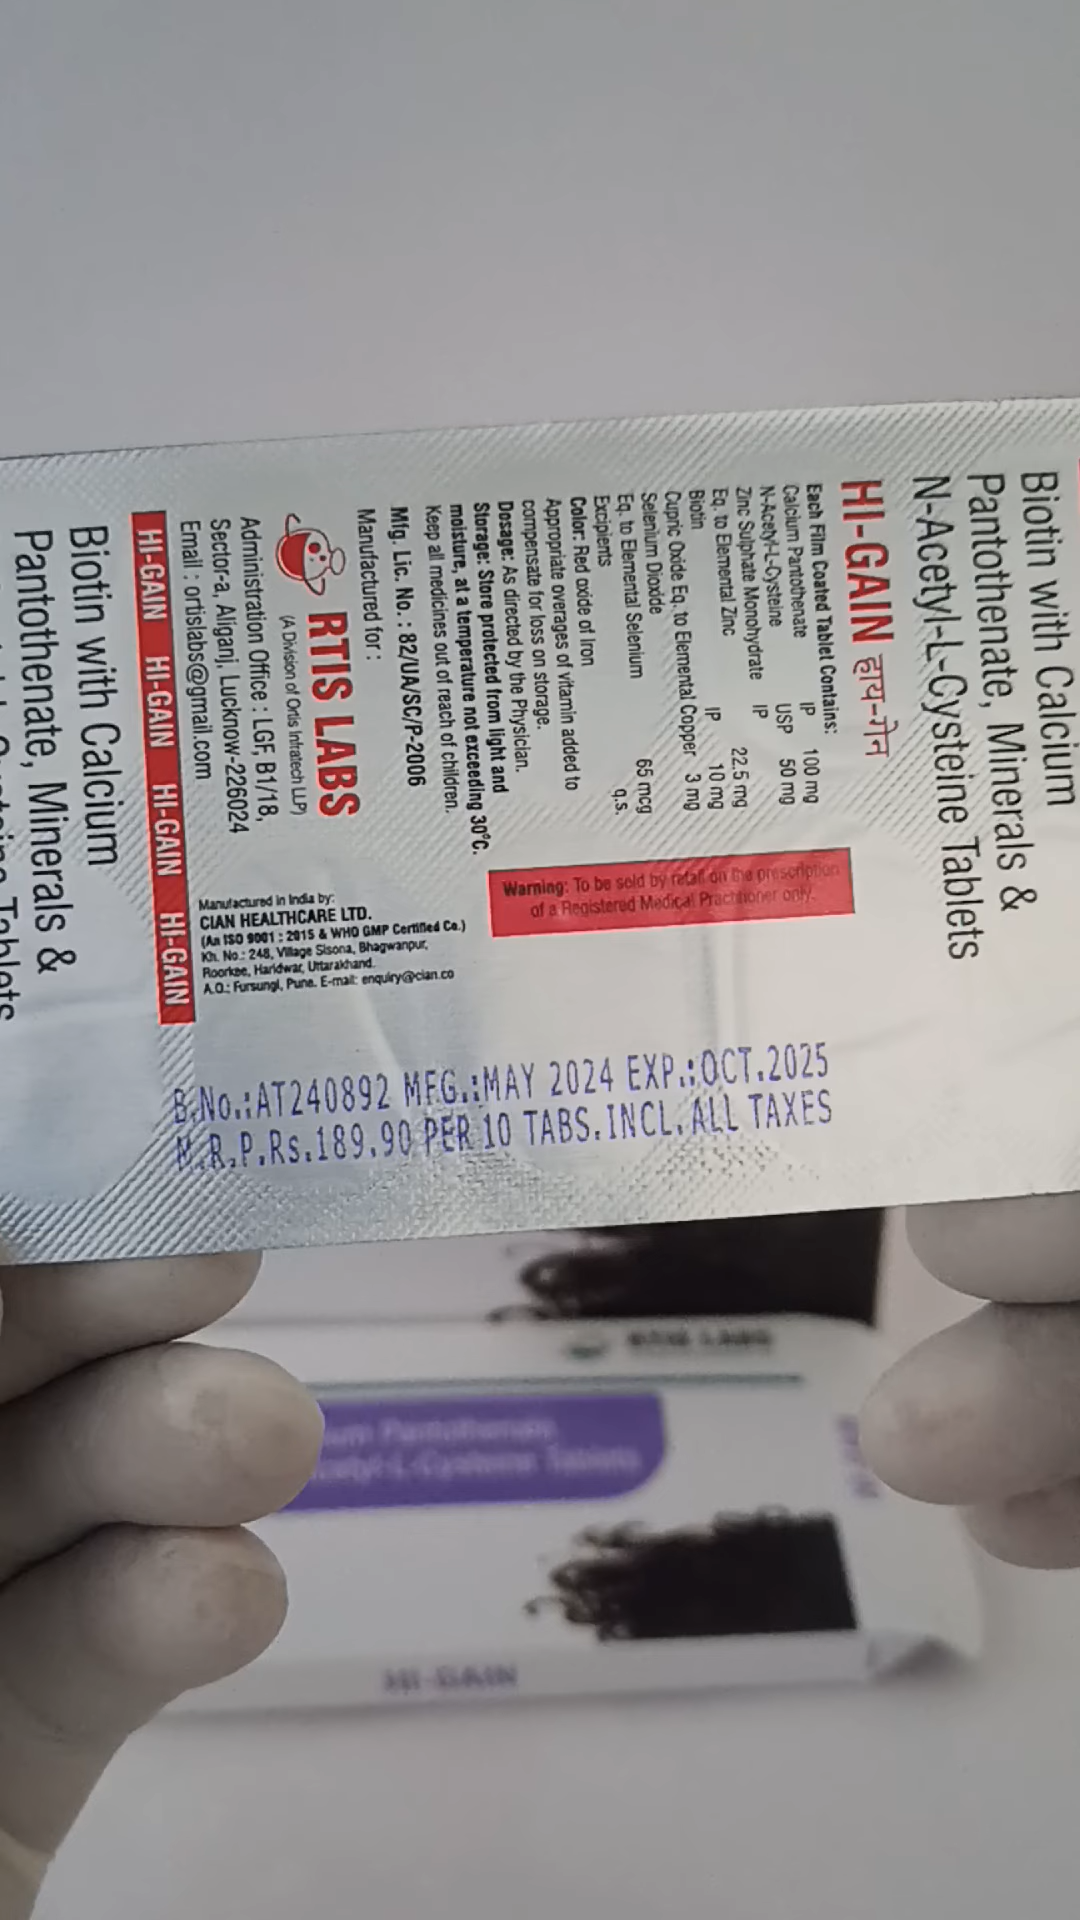 Biotin with Calcium
Pantothenate, Minerals &
N-Acetyl-L-Cysteine Tablets
HI-GAIN हाय-गेन
Each Film Coated Tablet Contains:
Calcium Pantothenate IP 100 mg
N-Acetyl-L-Cysteine USP 50 mg
Zinc Sulphate Monohydrate IP
Eq. to Elemental Zinc 22.5 mg
Biotin IP 10 mg
Cupric Oxide Eq. to Elemental Copper 3 mg
Selenium Dioxide
Eq. to Elemental Selenium 65 mcg
Excipients q.s.
Color: Red oxide of Iron
Appropriate overages of vitamin added to
compensate for loss on storage.
Dosage: As directed by the Physician.
Storage: Store protected from light and
moisture, at a temperature not exceeding 30°C.
Keep all medicines out of reach of children.
Mfg. Lic. No. : 82/UA/SC/P-2006
Manufactured for :
RTIS LABS
(A Division of Ortis Infratech LLP)
Administration Office : LGF, B1/18,
Sector-a, Aliganj, Lucknow-226024
Email : ortislabs@gmail.com
Warning: To be sold by retail on the prescription
of a Registered Medical Practitioner only.
Manufactured in India by:
CIAN HEALTHCARE LTD.
(An ISO 9001 : 2015 & WHO GMP Certified Co.)
Kh. No.: 248, Village Sisona, Bhagwanpur,
Roorkee, Haridwar, Uttarakhand.
A.O.: Fursungi, Pune. E-mail: enquiry@cian.co
B.No.:AT240892 MFG.:MAY 2024 EXP.:OCT.2025
M.R.P.Rs.189.90 PER 10 TABS.INCL.ALL TAXES
HI-GAIN HI-GAIN HI-GAIN HI-GAIN
Biotin with Calcium
Pantothenate, Minerals &
Tablets
RTIS LABS
Pantothenate,
Acetyl-L-Cysteine Tablets
HI-GAIN